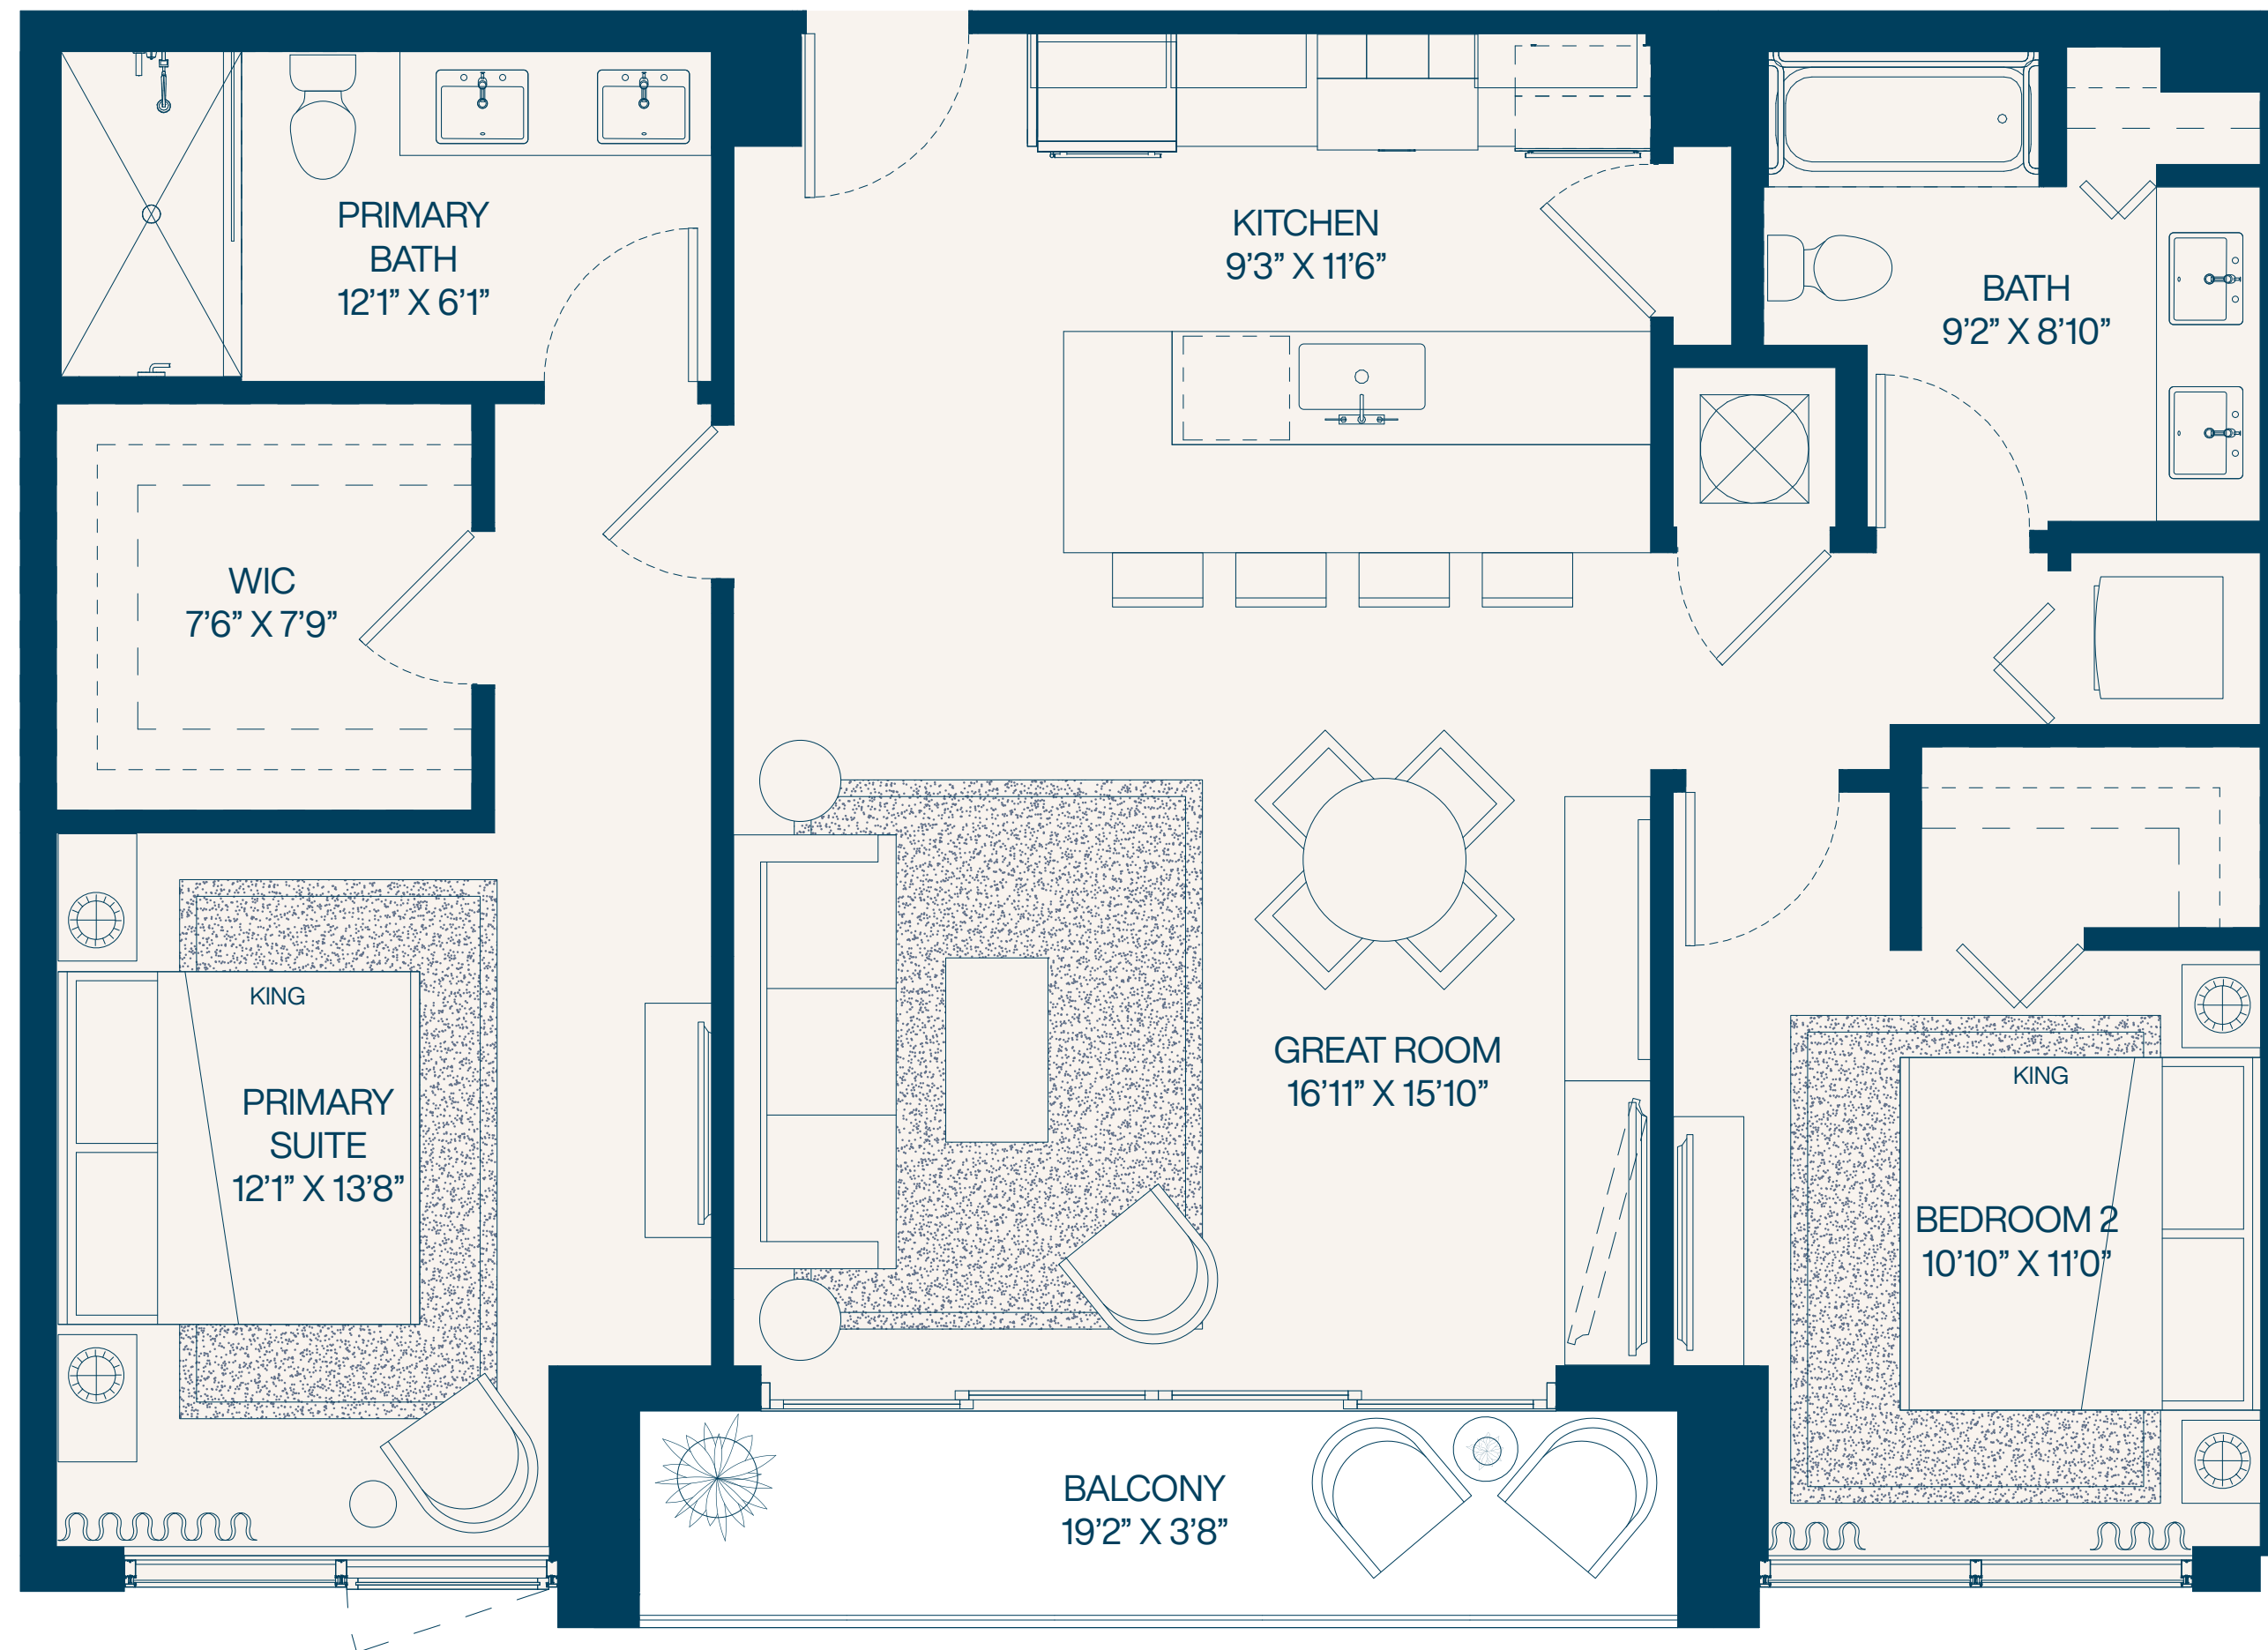 PRIMARY
BATH
12’1” X 6’1”
KITCHEN
9’3” X 11’6”
BATH
9’2” X 8’10”
WIC
7’6” X 7’9”
KING
PRIMARY
SUITE
12’1” X 13’8”
GREAT ROOM
16’11” X 15’10”
KING
BEDROOM 2
10’10” X 11’0”
BALCONY
19’2” X 3’8”